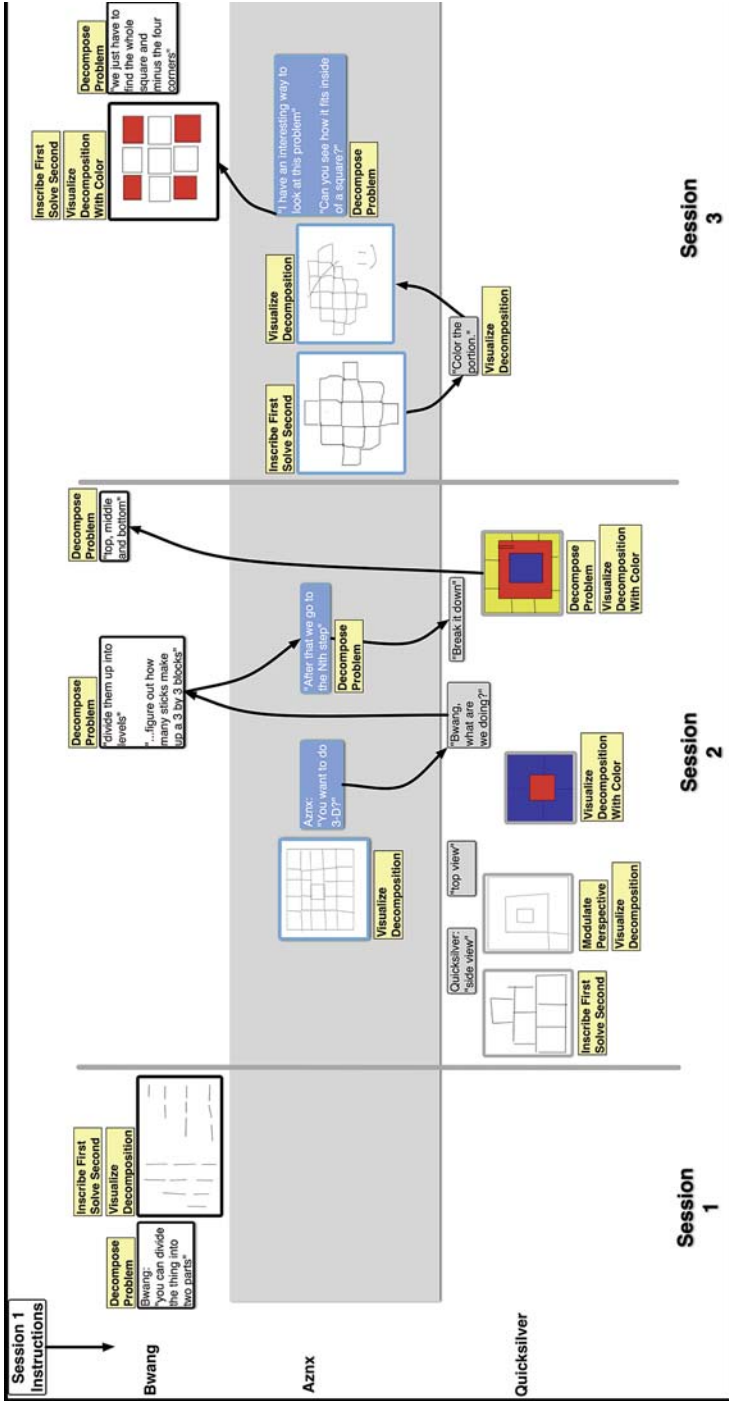 Session 1
Instructions
Bwang
Aznx
Quicksilver
Decompose
Problem
Bwang:
"you can divide
the thing into
two parts"
Inscribe First
Solve Second
Visualize
Decomposition
Session
1
Quicksilver:
"side view"
Inscribe First
Solve Second
"top view"
Modulate
Perspective
Visualize
Decomposition
Visualize
Decomposition
Aznx:
"You want to do
3-D?"
Visualize
Decomposition
With Color
"Bwang,
what are
we doing?"
Decompose
Problem
"divide them up into
levels"
"...figure out how
many sticks make
up a 3 by 3 blocks"
"After that we go to
the Nth step"
Decompose
Problem
"Break it down"
Decompose
Problem
Visualize
Decomposition
With Color
Decompose
Problem
"top, middle
and bottom"
Session
2
Inscribe First
Solve Second
"Color the
portion."
Visualize
Decomposition
Visualize
Decomposition
"I have an interesting way to
look at this problem"
"Can you see how it fits inside
of a square?"
Decompose
Problem
Inscribe First
Solve Second
Visualize
Decomposition
With Color
Decompose
Problem
"we just have to
find the whole
square and
minus the four
corners"
Session
3